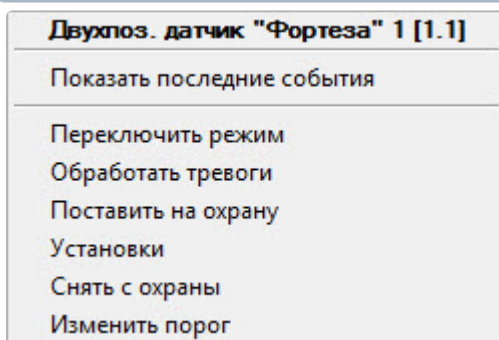 Двухпоз. датчик "Фортеза" 1 [1.1]
Показать последние события
Переключить режим
Обработать тревоги
Поставить на охрану
Установки
Снять с охраны
Изменить порог